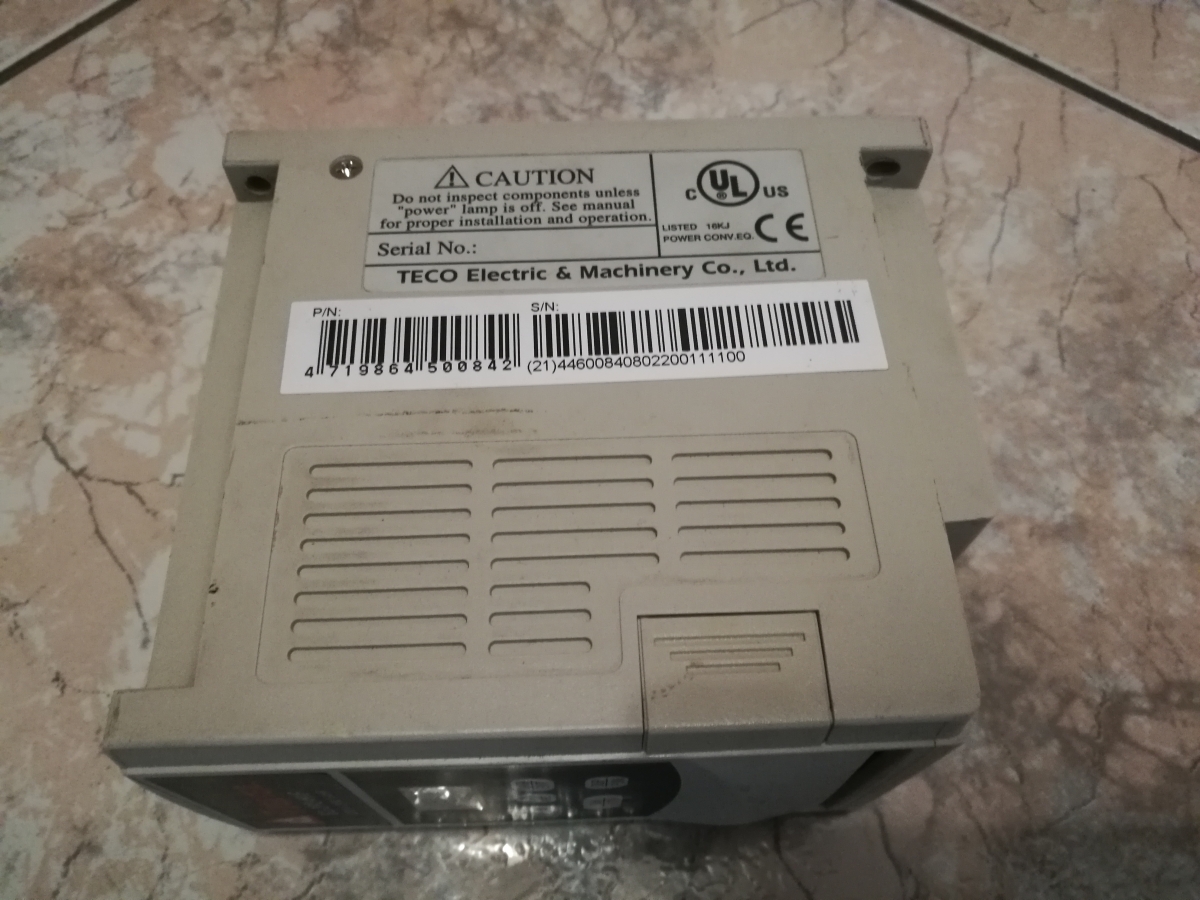 CAUTION
Do not inspect components unless
"power" lamp is off. See manual
for proper installation and operation.
Serial No.:
C UL ® US
LISTED 16KJ
POWER CONV.EQ. CE
TECO Electric & Machinery Co., Ltd.
P/N: S/N:
4 719864 500842 (21)44600840802200111100